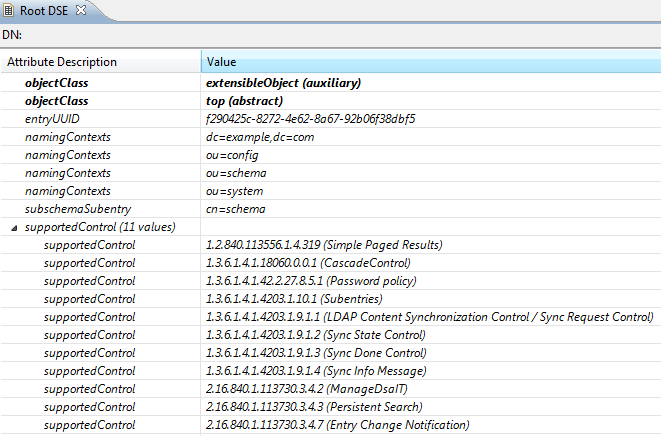 Root DSE
DN:
Attribute Description Value
objectClass extensibleObject (auxiliary)
objectClass top (abstract)
entryUUID f290425c-8272-4e62-8a67-92b06f38dbf5
namingContexts dc=example,dc=com
namingContexts ou=config
namingContexts ou=schema
namingContexts ou=system
subschemaSubentry cn=schema
supportedControl (11 values)
supportedControl 1.2.840.113556.1.4.319 (Simple Paged Results)
supportedControl 1.3.6.1.4.1.18060.0.0.1 (CascadeControl)
supportedControl 1.3.6.1.4.1.42.2.27.8.5.1 (Password policy)
supportedControl 1.3.6.1.4.1.4203.1.10.1 (Subentries)
supportedControl 1.3.6.1.4.1.4203.1.9.1.1 (LDAP Content Synchronization Control / Sync Request Control)
supportedControl 1.3.6.1.4.1.4203.1.9.1.2 (Sync State Control)
supportedControl 1.3.6.1.4.1.4203.1.9.1.3 (Sync Done Control)
supportedControl 1.3.6.1.4.1.4203.1.9.1.4 (Sync Info Message)
supportedControl 2.16.840.1.113730.3.4.2 (ManageDsaIT)
supportedControl 2.16.840.1.113730.3.4.3 (Persistent Search)
supportedControl 2.16.840.1.113730.3.4.7 (Entry Change Notification)